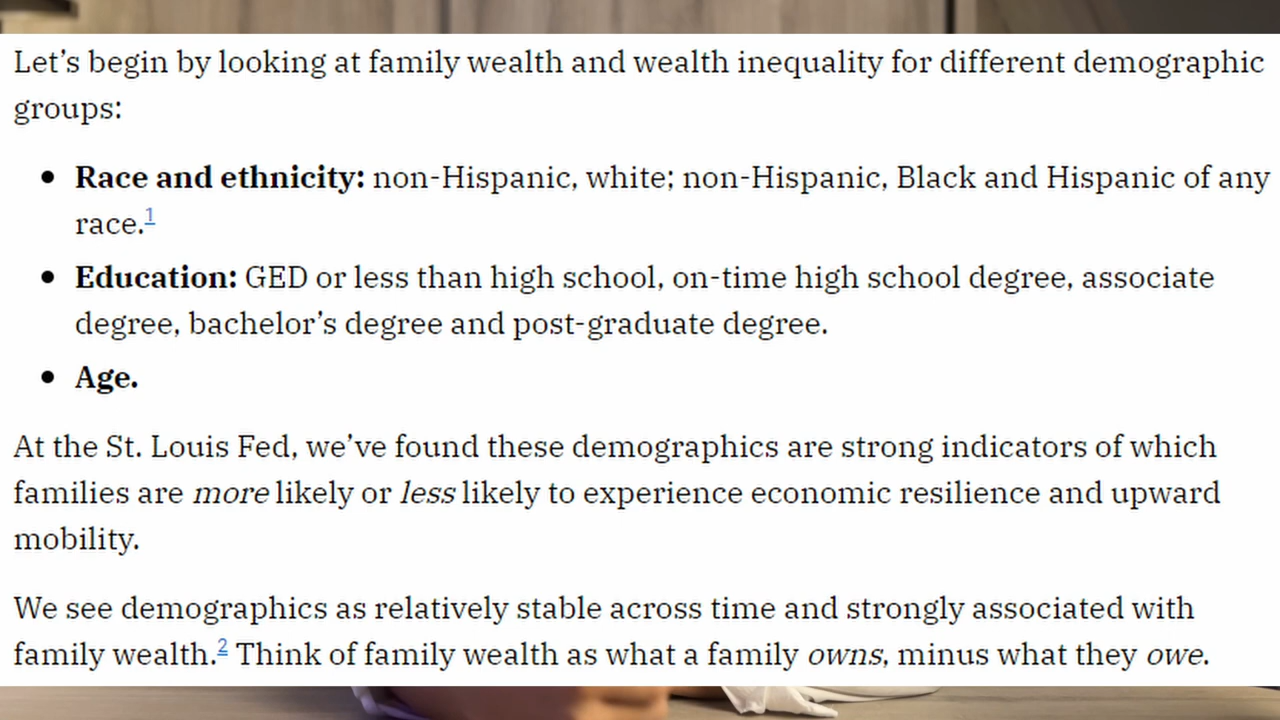 Let's begin by looking at family wealth and wealth inequality for different demographic
groups:
• Race and ethnicity: non-Hispanic, white; non-Hispanic, Black and Hispanic of any
race.1
• Education: GED or less than high school, on-time high school degree, associate
degree, bachelor's degree and post-graduate degree.
• Age.
At the St. Louis Fed, we've found these demographics are strong indicators of which
families are more likely or less likely to experience economic resilience and upward
mobility.
We see demographics as relatively stable across time and strongly associated with
family wealth.2 Think of family wealth as what a family owns, minus what they owe.